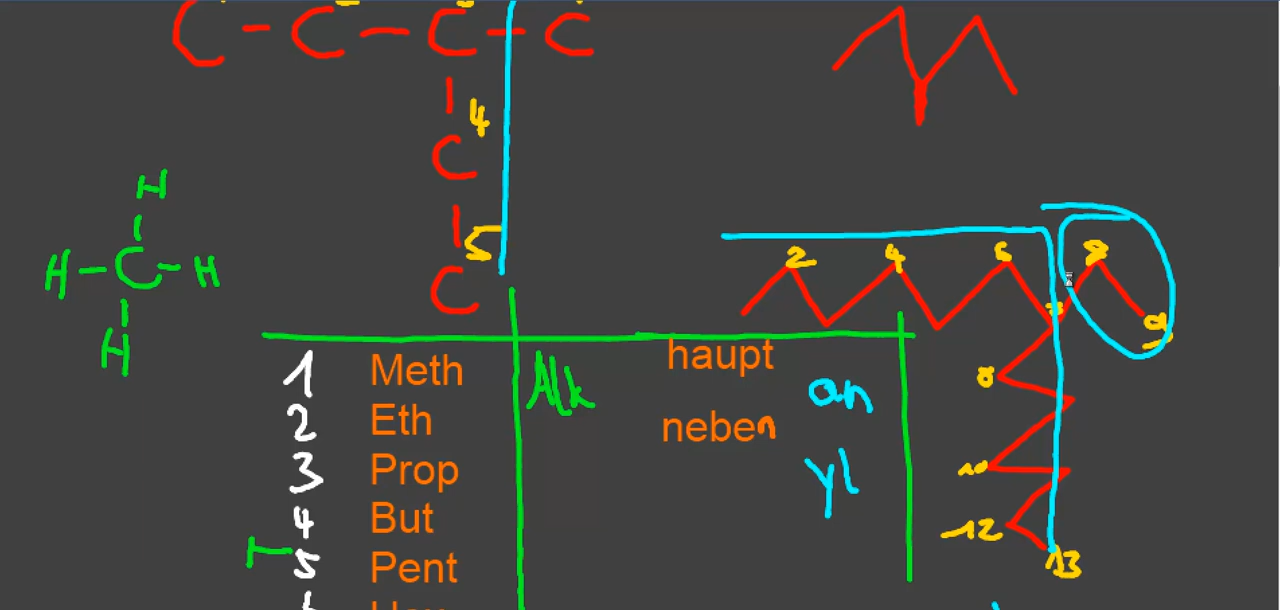 C - C - C - C
4
C
5
C
H
H - C - H
H
2 4 6 8
7 9
8
10
12
13
1 Meth Alk haupt an
2 Eth neben yl
3 Prop
4 But
5 Pent